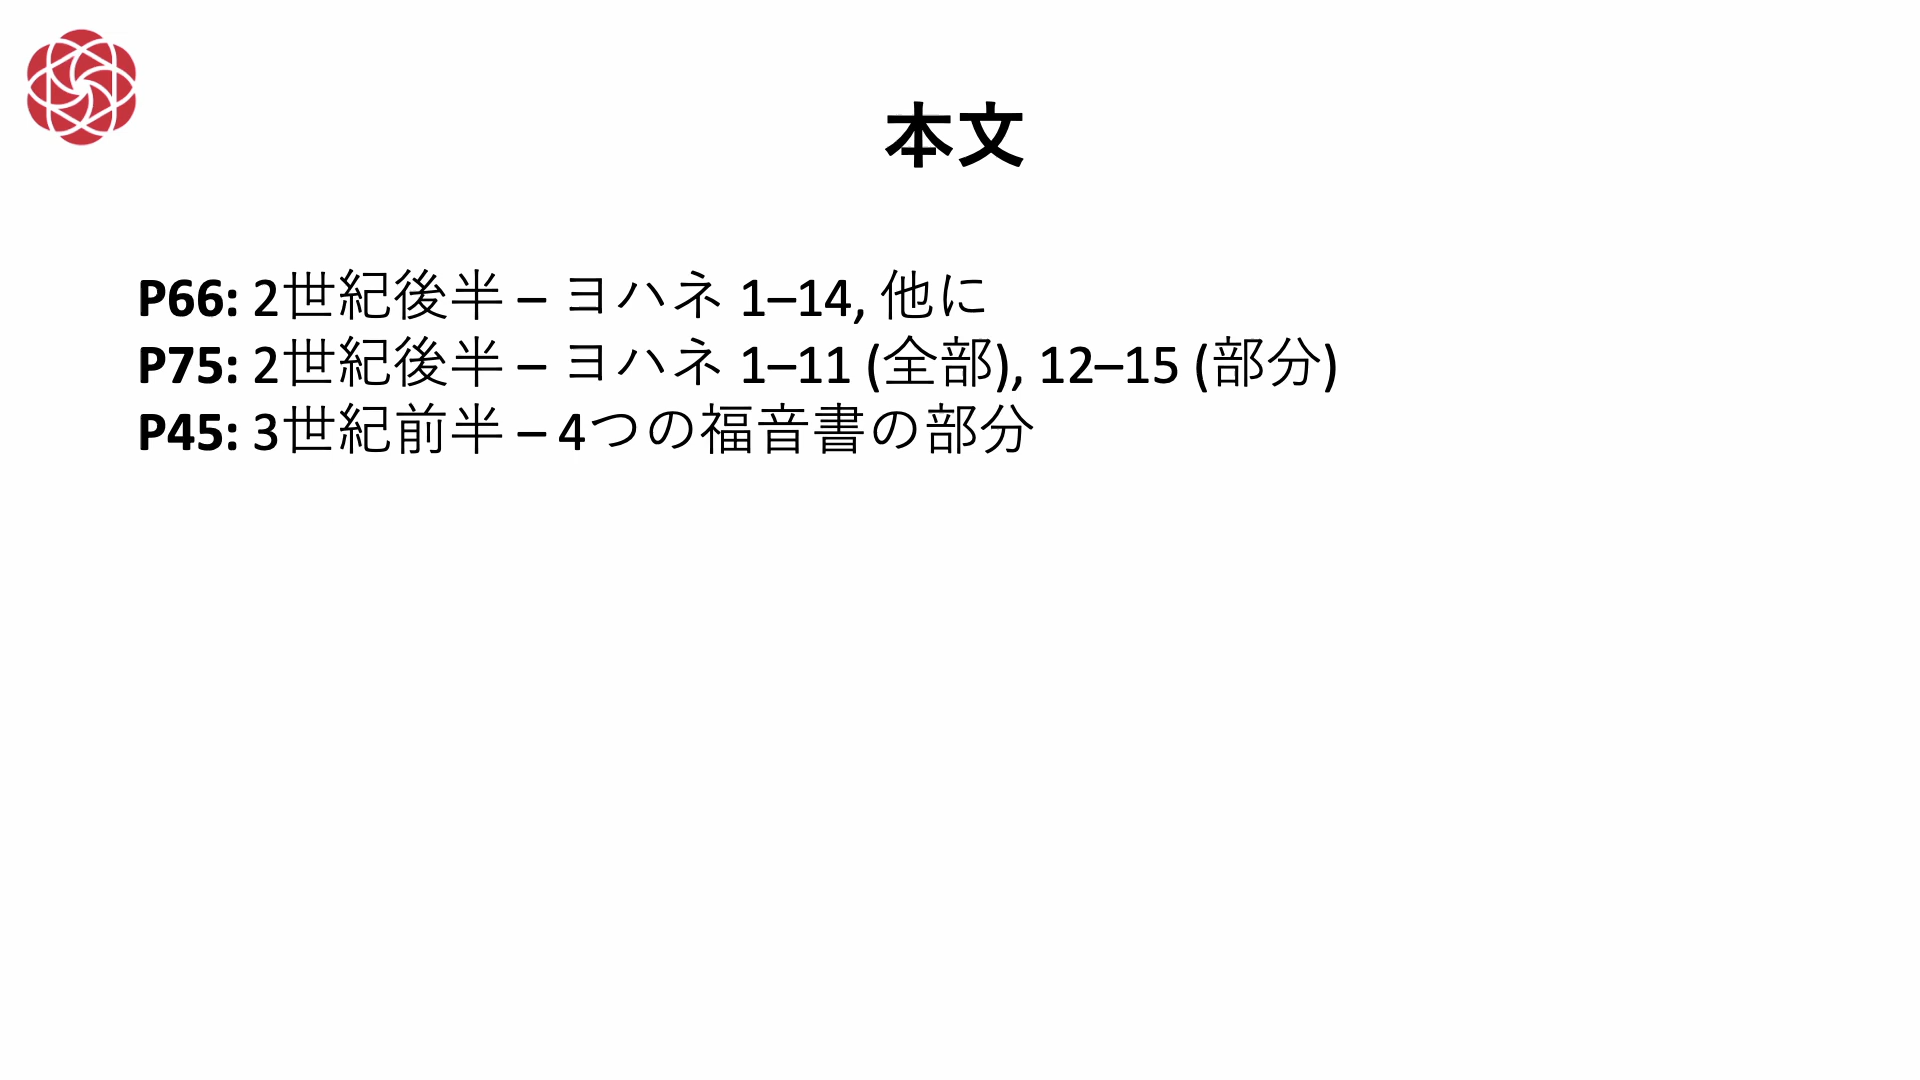 本文
P66: 2世紀後半 – ヨハネ 1–14, 他に
P75: 2世紀後半 – ヨハネ 1–11 (全部), 12–15 (部分)
P45: 3世紀前半 – 4つの福音書の部分